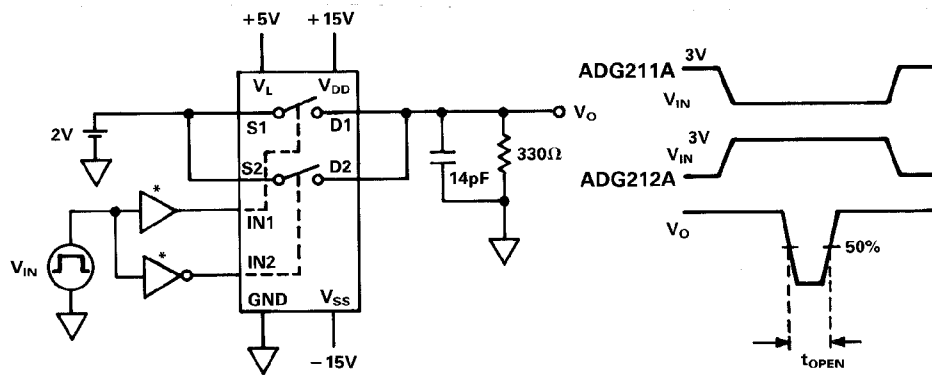 +5V +15V
V_L V_DD
S1 D1
2V
S2 D2
IN1
IN2
V_IN
GND V_SS
−15V
*
*
V_O
14pF
330Ω
ADG211A 3V
V_IN
3V
V_IN
ADG212A
V_O
50%
t_OPEN